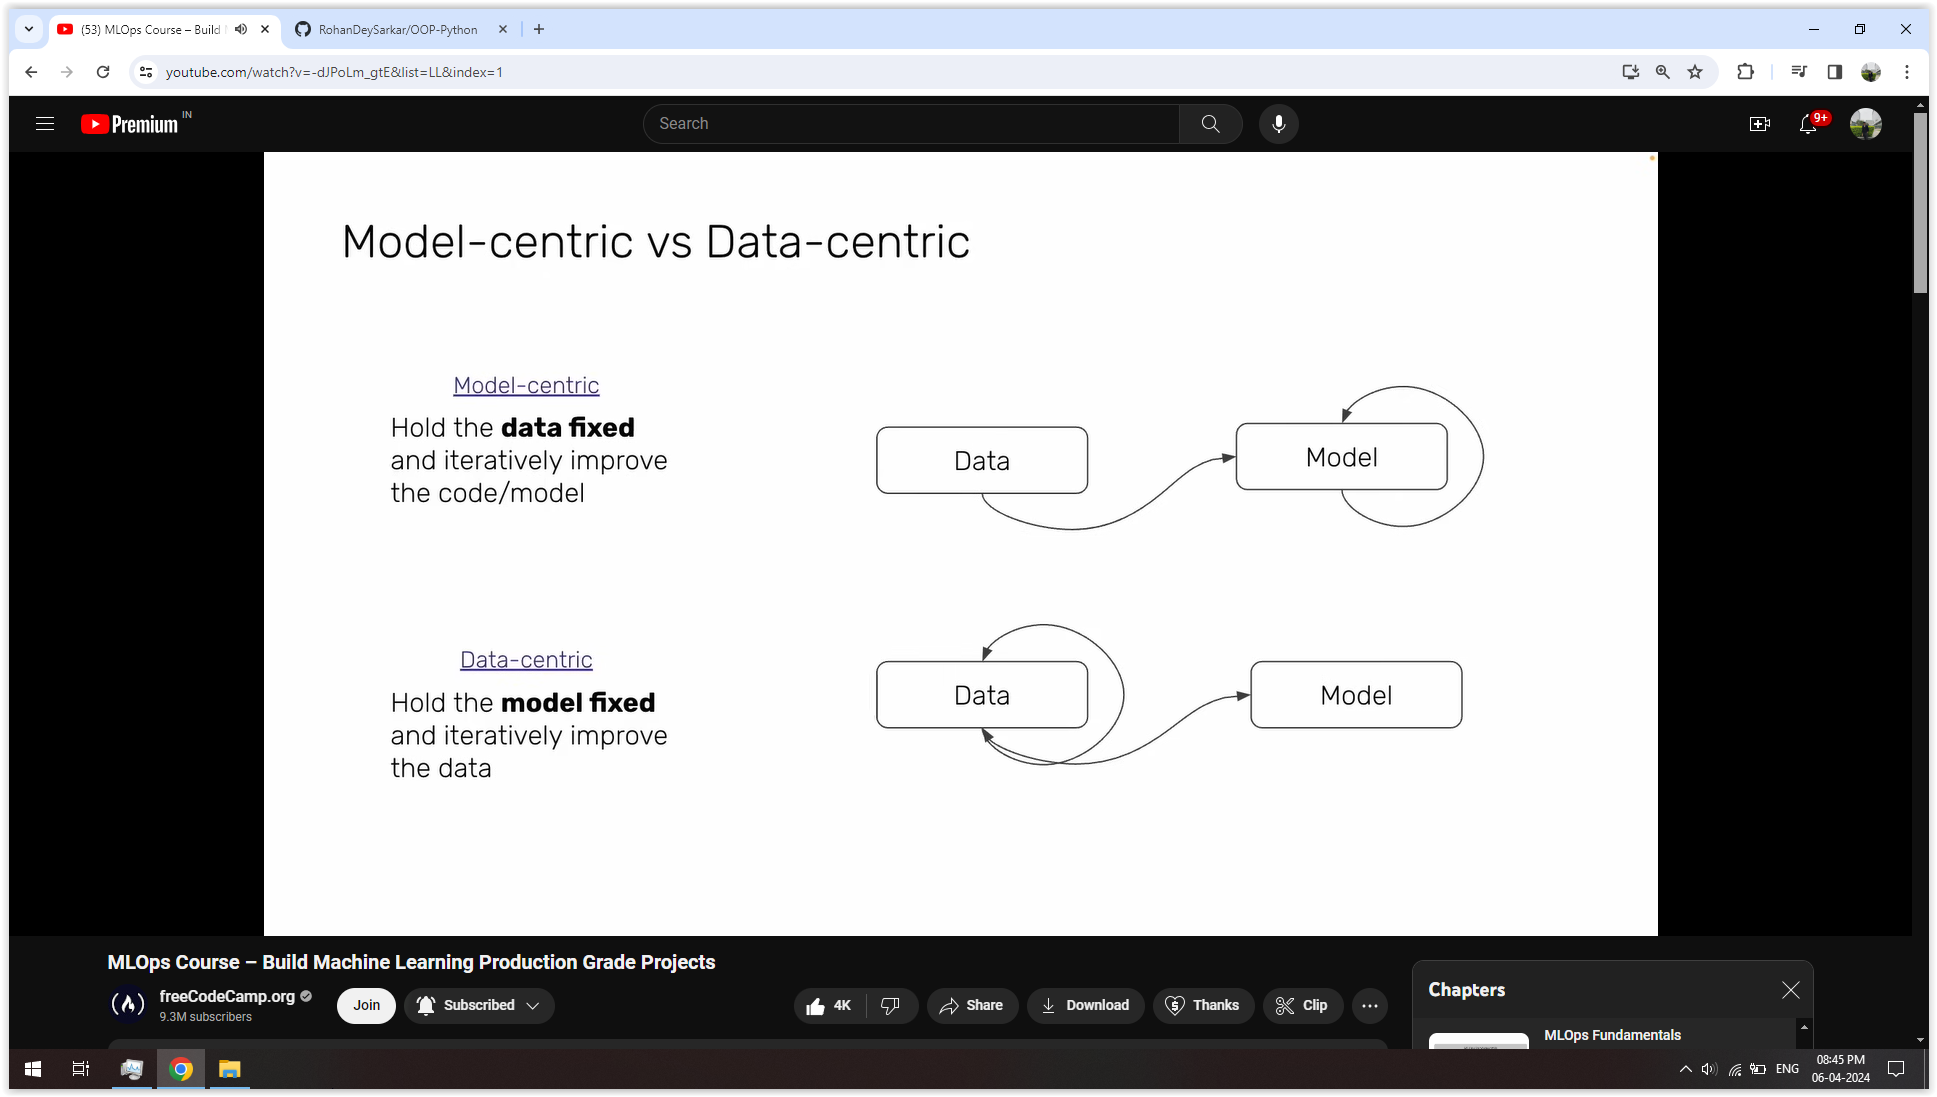 (53) MLOps Course – Build
RohanDeySarkar/OOP-Python
youtube.com/watch?v=-dJPoLm_gtE&list=LL&index=1
Premium IN
Search
9+
Model-centric vs Data-centric
Model-centric
Hold the data fixed
and iteratively improve
the code/model
Data
Model
Data-centric
Hold the model fixed
and iteratively improve
the data
Data
Model
MLOps Course – Build Machine Learning Production Grade Projects
freeCodeCamp.org
9.3M subscribers
Join
Subscribed
4K
Share
Download
Thanks
Clip
Chapters
MLOps Fundamentals
ENG
08:45 PM
06-04-2024